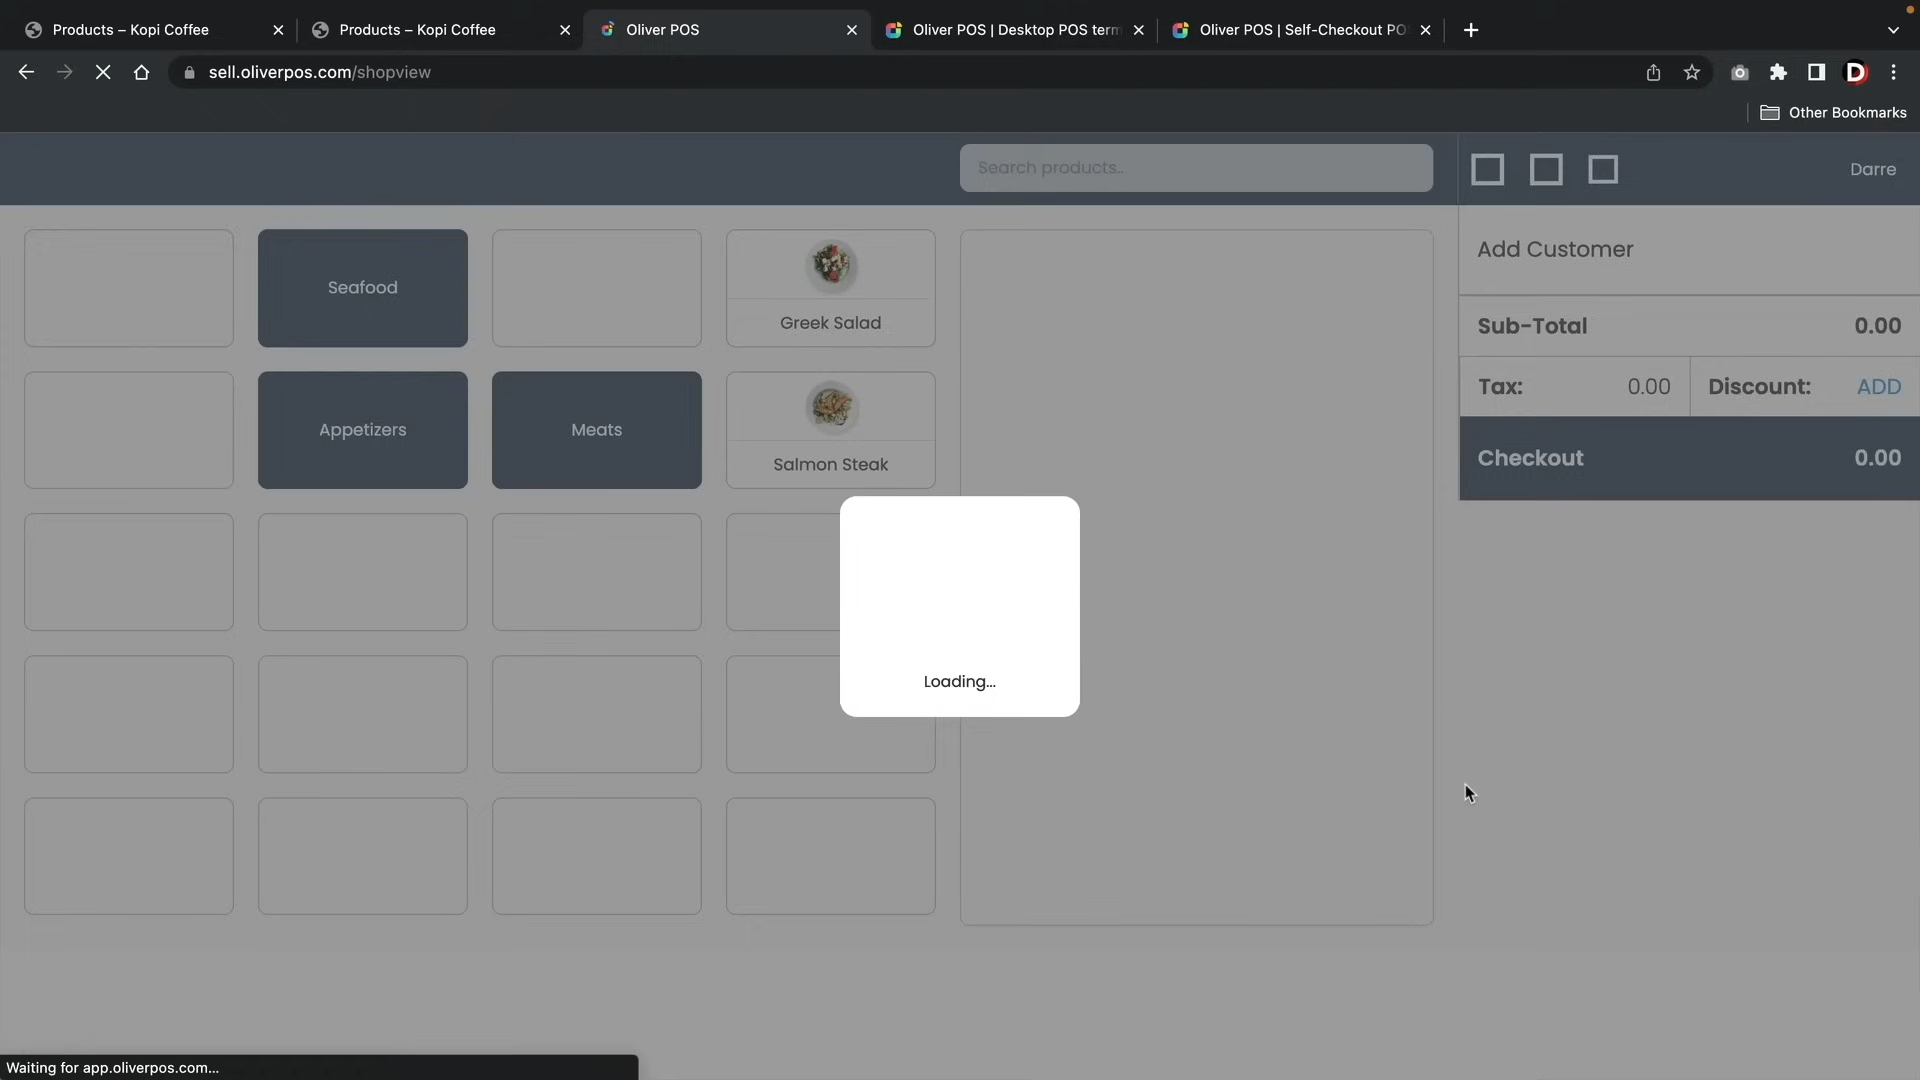 Products – Kopi Coffee
Products – Kopi Coffee
Oliver POS
Oliver POS | Desktop POS term
Oliver POS | Self-Checkout PO
sell.oliverpos.com/shopview
D
Other Bookmarks
Search products..
Darre
Seafood
Greek Salad
Add Customer
Sub-Total 0.00
Appetizers
Meats
Salmon Steak
Tax: 0.00 Discount: ADD
Checkout 0.00
Loading...
Waiting for app.oliverpos.com...